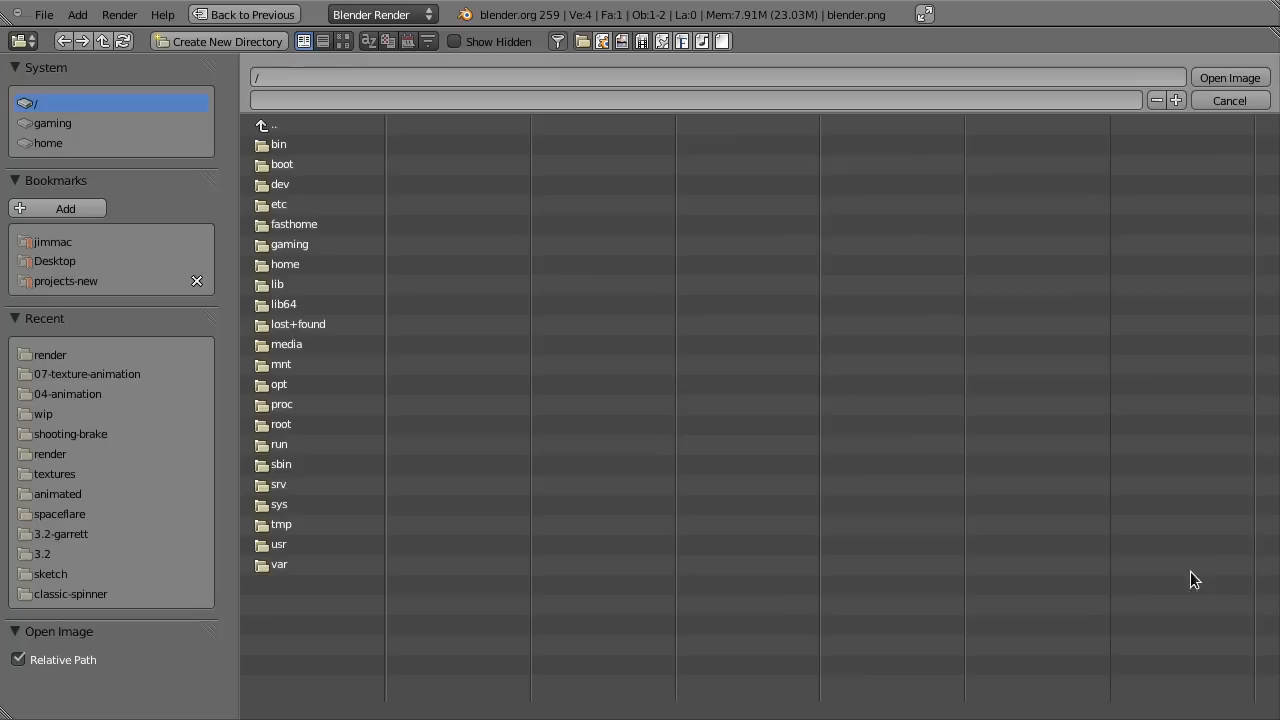 File Add Render Help Back to Previous Blender Render blender.org 259 | Ve:4 | Fa:1 | Ob:1-2 | La:0 | Mem:7.91M (23.03M) | blender.png
Create New Directory Show Hidden
System
/
gaming
home
Bookmarks
Add
jimmac
Desktop
projects-new
Recent
render
07-texture-animation
04-animation
wip
shooting-brake
render
textures
animated
spaceflare
3.2-garrett
3.2
sketch
classic-spinner
Open Image
Relative Path
/ Open Image
Cancel
..
bin
boot
dev
etc
fasthome
gaming
home
lib
lib64
lost+found
media
mnt
opt
proc
root
run
sbin
srv
sys
tmp
usr
var